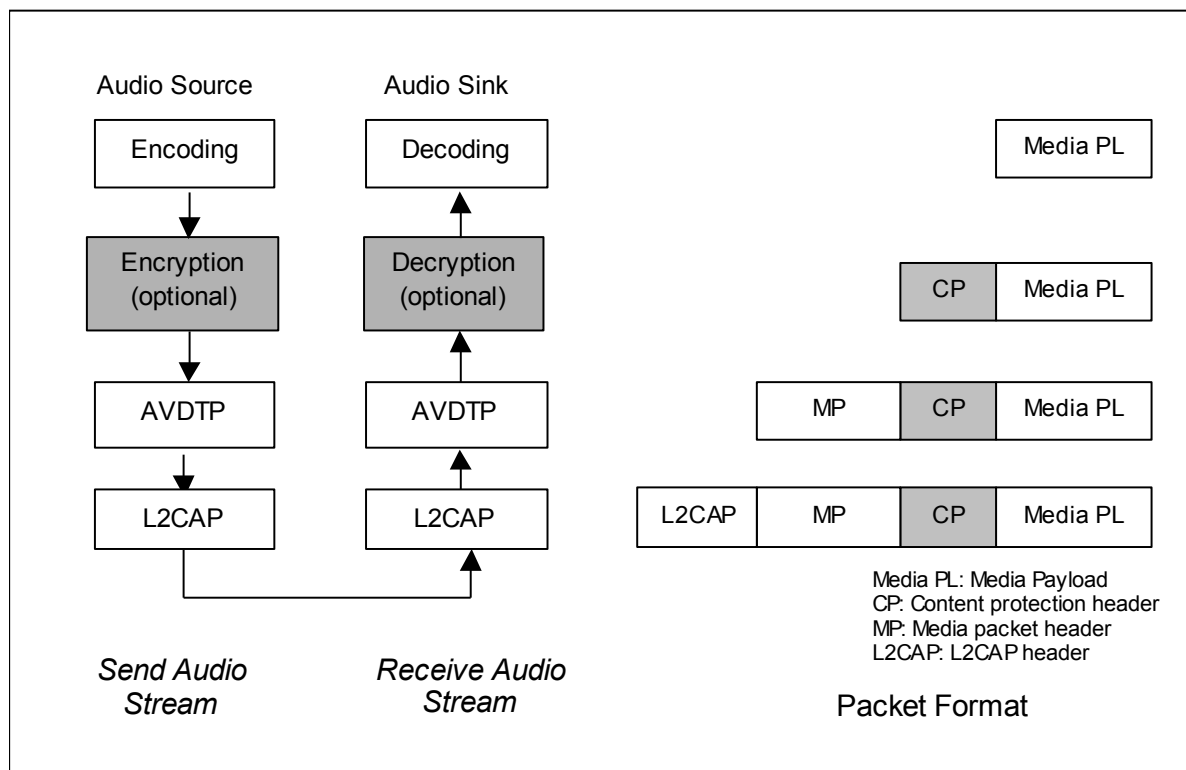 Audio Source
Audio Sink
Encoding
Decoding
Media PL
Encryption
(optional)
Decryption
(optional)
CP
Media PL
AVDTP
AVDTP
MP
CP
Media PL
L2CAP
L2CAP
L2CAP
MP
CP
Media PL
Media PL: Media Payload
CP: Content protection header
MP: Media packet header
L2CAP: L2CAP header
Send Audio
Stream
Receive Audio
Stream
Packet Format